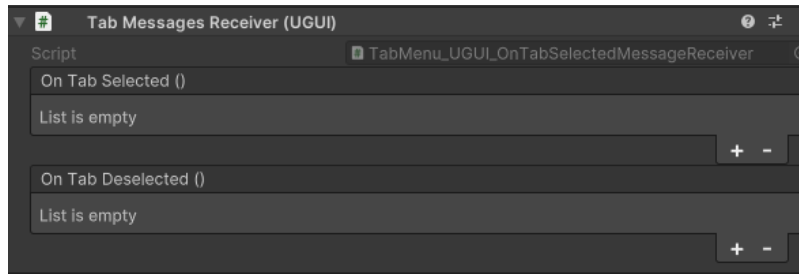 # Tab Messages Receiver (UGUI)
Script TabMenu_UGUI_OnTabSelectedMessageReceiver
On Tab Selected ()
List is empty
+ -
On Tab Deselected ()
List is empty
+ -